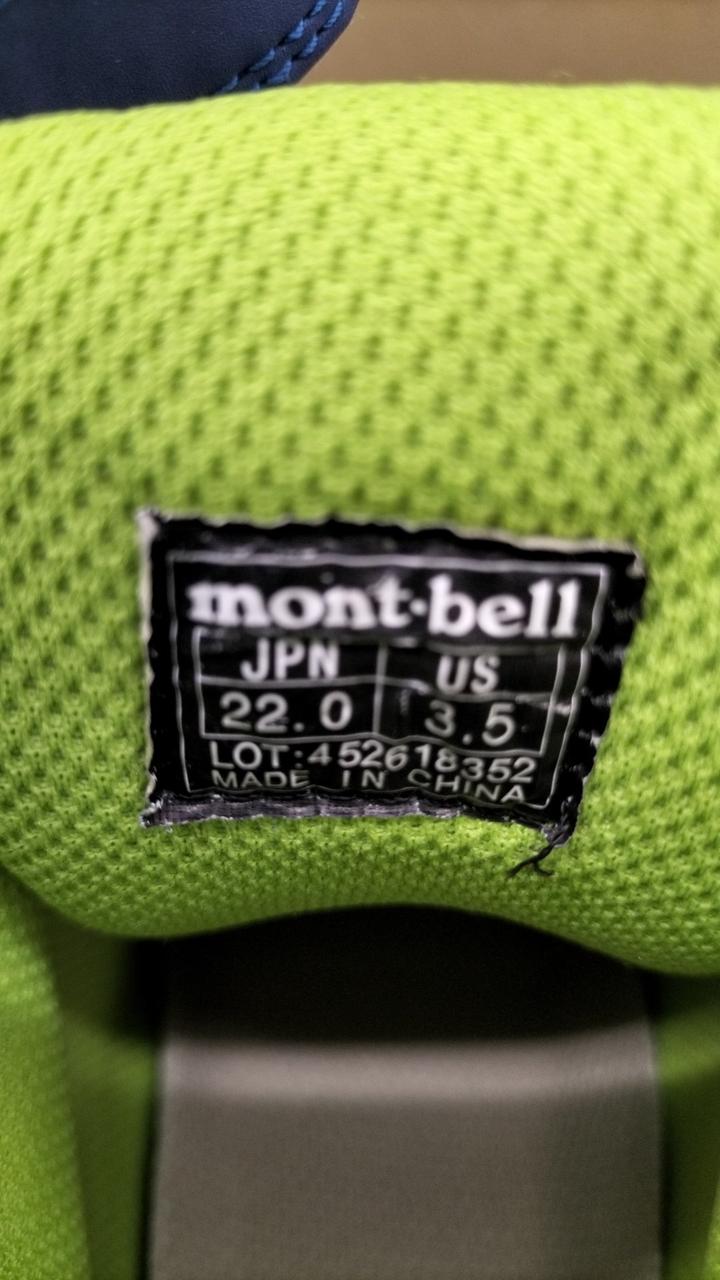 mont·bell
JPN US
22.0 3.5
LOT:452618352
MADE IN CHINA